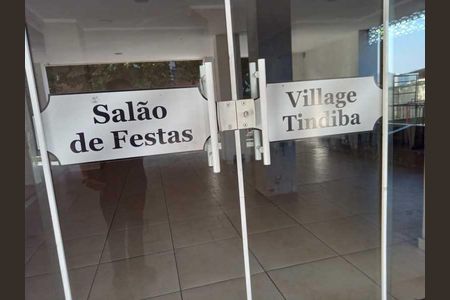 Salão
de Festas
Village
Tindiba